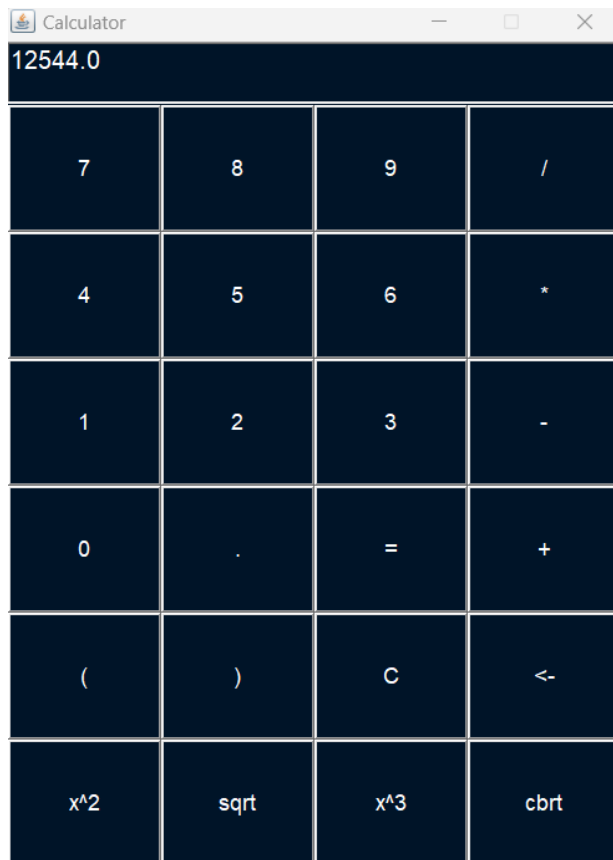 Calculator
12544.0
7 8 9 /
4 5 6 *
1 2 3 -
0 . = +
( ) C <-
x^2 sqrt x^3 cbrt